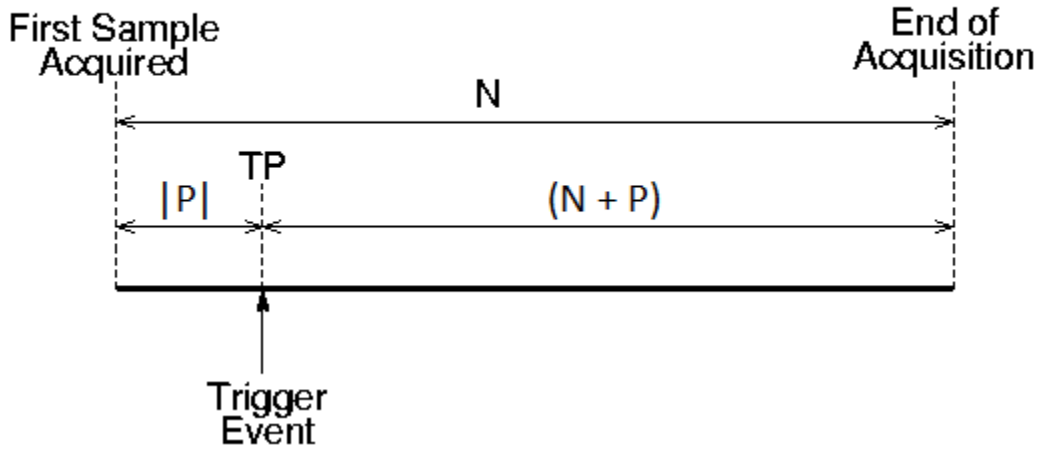 First Sample
Acquired
End of
Acquisition
N
TP
|P|
(N + P)
Trigger
Event